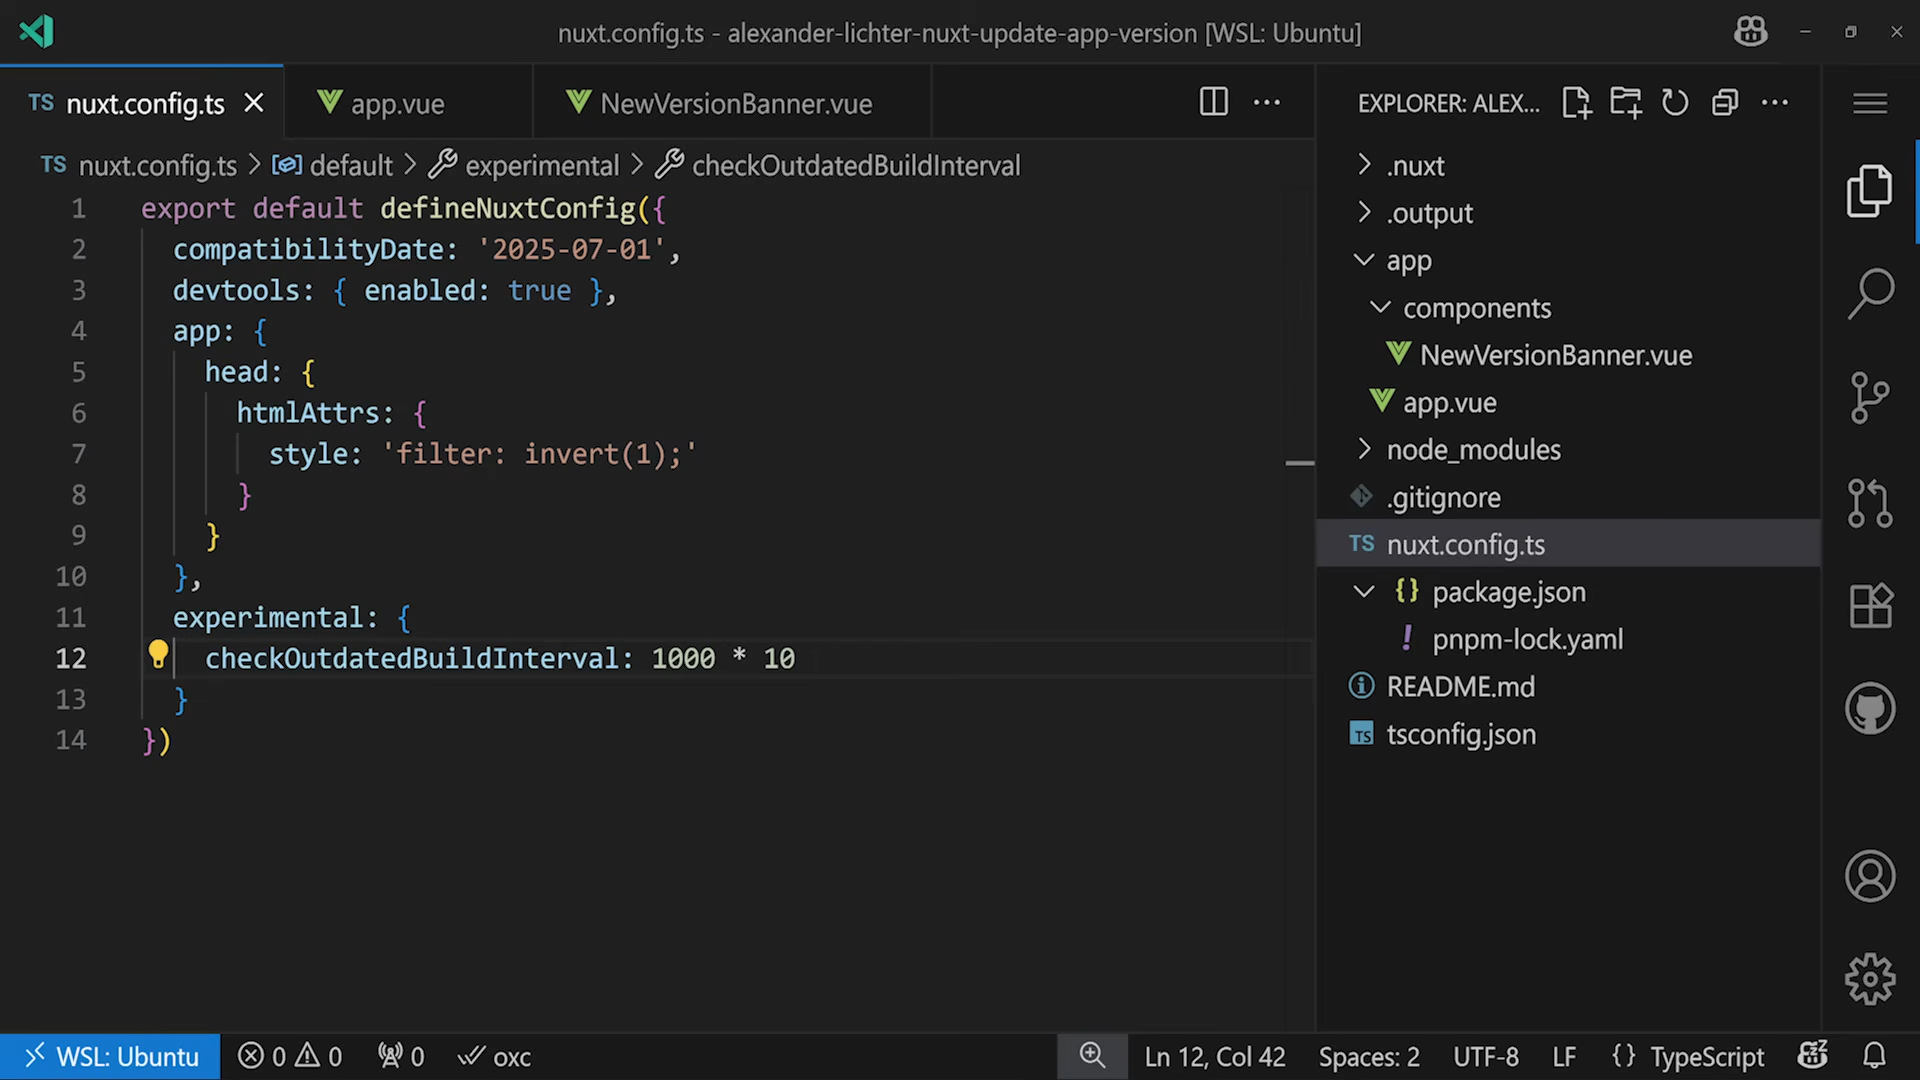 nuxt.config.ts - alexander-lichter-nuxt-update-app-version [WSL: Ubuntu]
TS nuxt.config.ts
app.vue
NewVersionBanner.vue
TS nuxt.config.ts > default > experimental > checkOutdatedBuildInterval
1 export default defineNuxtConfig({
2   compatibilityDate: '2025-07-01',
3   devtools: { enabled: true },
4   app: {
5     head: {
6       htmlAttrs: {
7         style: 'filter: invert(1);'
8       }
9     }
10   },
11   experimental: {
12     checkOutdatedBuildInterval: 1000 * 10
13   }
14 })
EXPLORER: ALEX...
.nuxt
.output
app
components
NewVersionBanner.vue
app.vue
node_modules
.gitignore
TS nuxt.config.ts
{} package.json
! pnpm-lock.yaml
README.md
TS tsconfig.json
WSL: Ubuntu 0 0 0 oxc Ln 12, Col 42 Spaces: 2 UTF-8 LF {} TypeScript